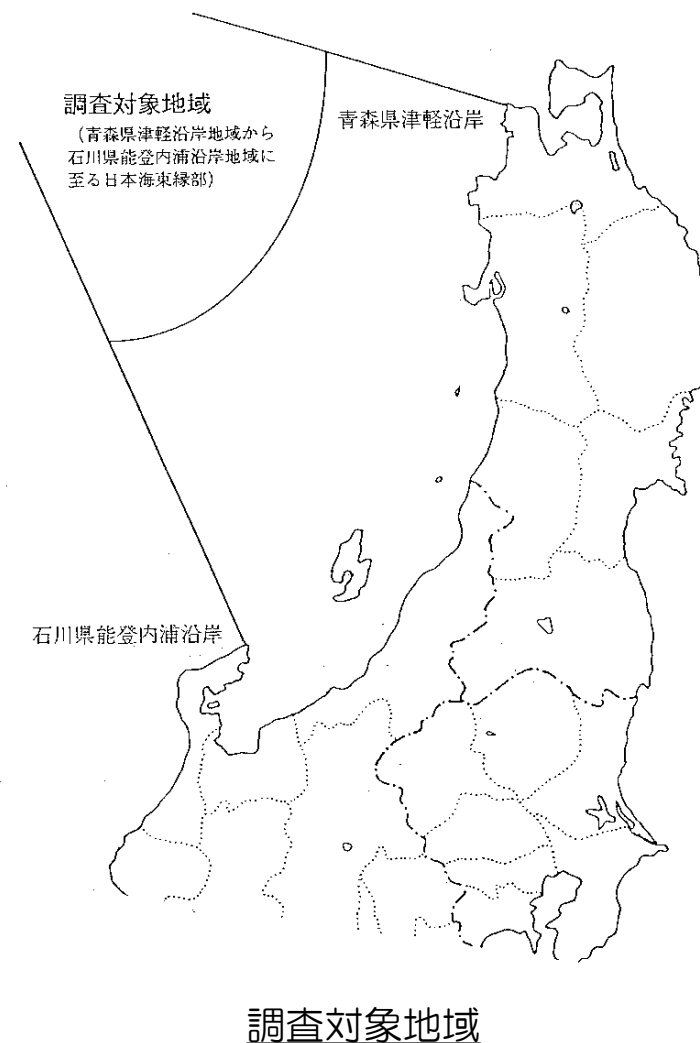 調査対象地域
（青森県津軽沿岸地域から
石川県能登内浦沿岸地域に
至る日本海東縁部）
青森県津軽沿岸
石川県能登内浦沿岸
調査対象地域